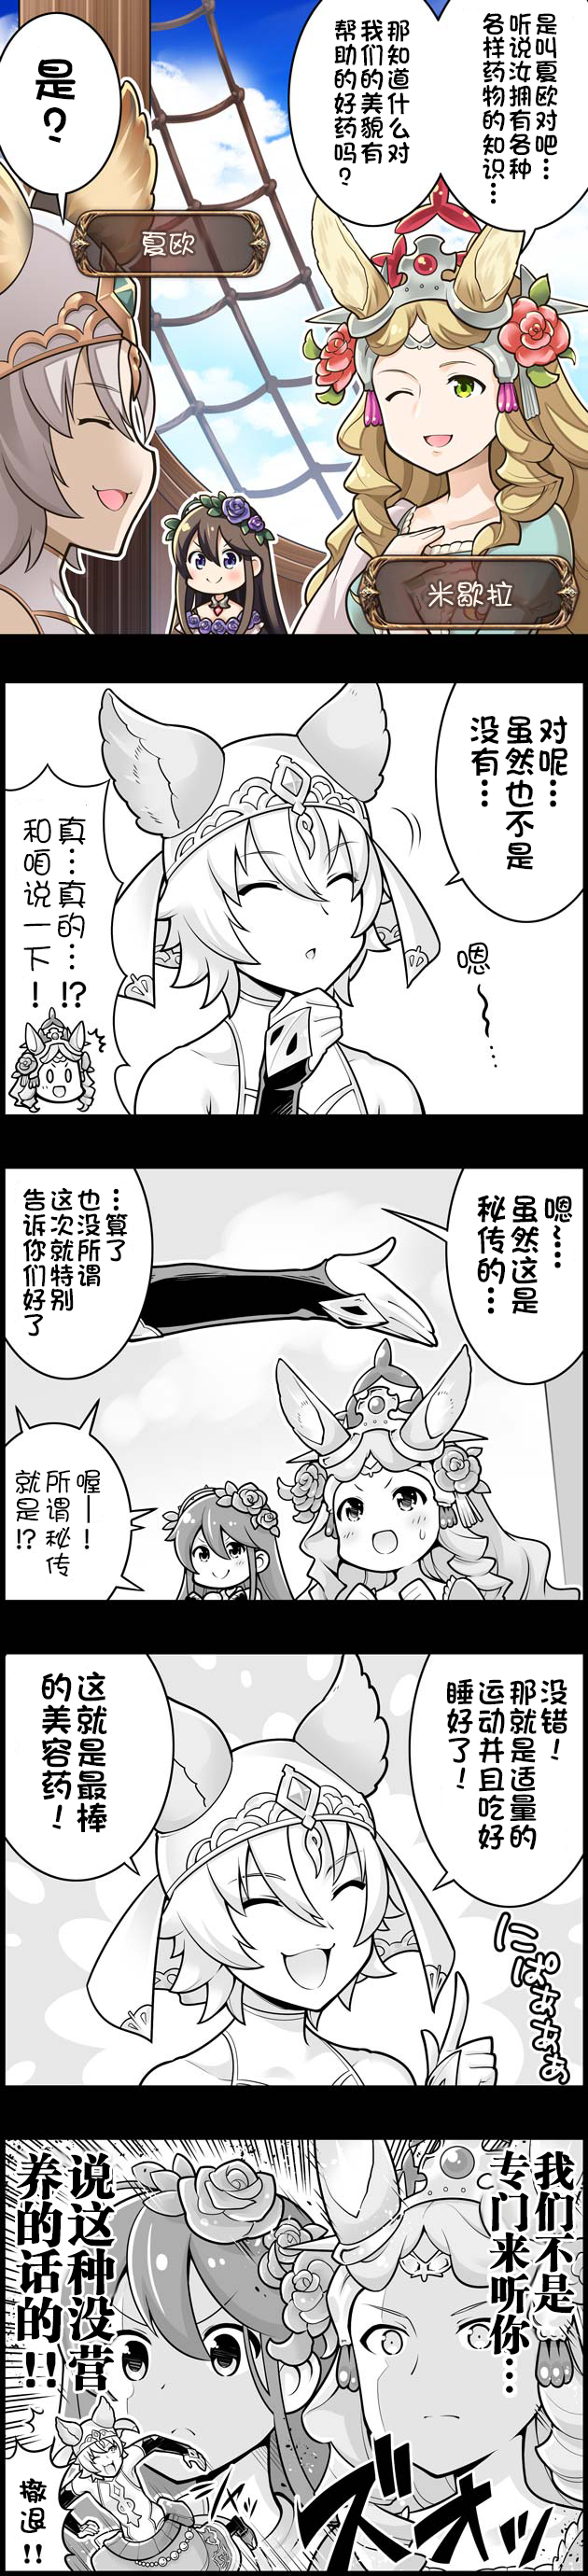 是叫夏欧对吧…
听说汝拥有各种
各样药物的知识…
那知道什么对
我们的美貌有
帮助的好药吗？
是？
夏欧
米歇拉
对呢…
虽然也不是
没有…
嗯～…
真…真的…!?
和咱说一下！
嗯～…
虽然这是
秘传的…
…算了
也没所谓
这次就特别
告诉你们好了
喔ー！
所谓秘传
就是!?
没错！
那就是适量的
运动并且吃好
睡好了！
这就是最棒
的美容药！
にぱぁぁぁ
我们不是
专门来听你…
说这种没营
养的话的!!
ズオッ
撤退!!